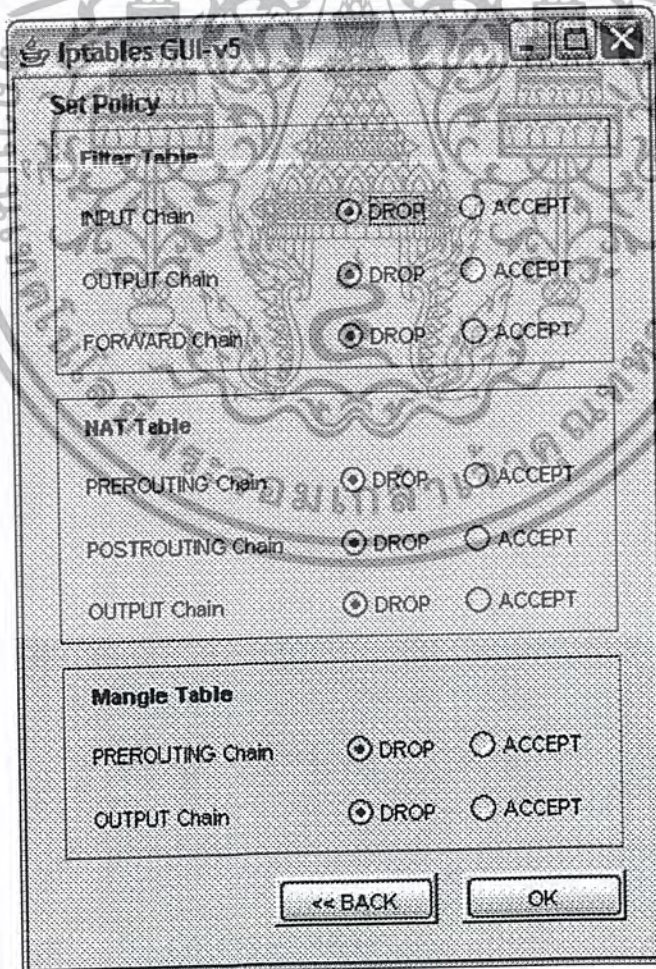 Iptables GUI-v5
Set Policy
Filter Table
INPUT Chain DROP ACCEPT
OUTPUT Chain DROP ACCEPT
FORWARD Chain DROP ACCEPT
NAT Table
PREROUTING Chain DROP ACCEPT
POSTROUTING Chain DROP ACCEPT
OUTPUT Chain DROP ACCEPT
Mangle Table
PREROUTING Chain DROP ACCEPT
OUTPUT Chain DROP ACCEPT
<< BACK OK